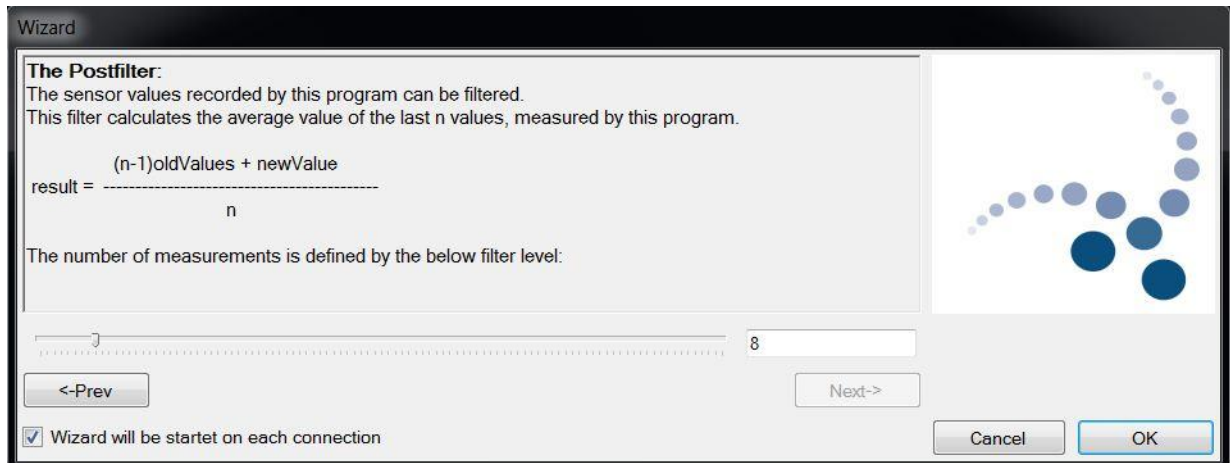 Wizard
The Postfilter:
The sensor values recorded by this program can be filtered.
This filter calculates the average value of the last n values, measured by this program.
(n-1)oldValues + newValue
result = -------------------------------------------
n
The number of measurements is defined by the below filter level:
8
<-Prev
Next->
Wizard will be startet on each connection
Cancel
OK